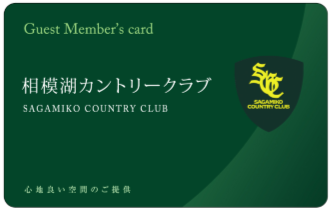 Guest Member's card
相模湖カントリークラブ
SAGAMIKO COUNTRY CLUB
SGC
SAGAMIKO
COUNTRY CLUB
心地良い空間のご提供